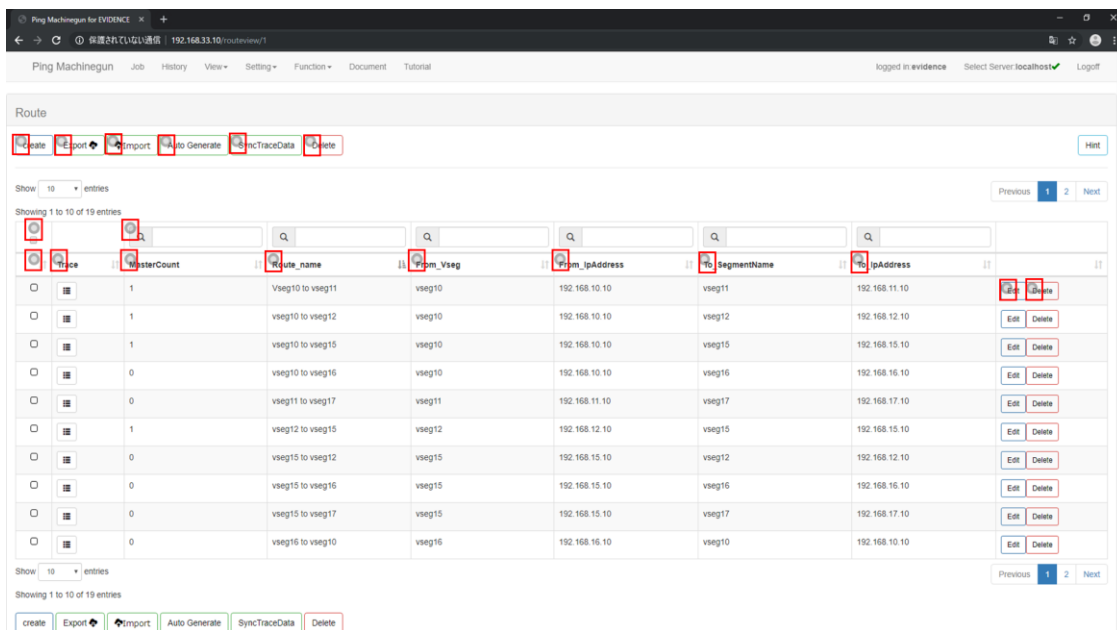 Ping Machinegun for EVIDENCE
保護されていない通信 | 192.168.33.10/routeview/1
Ping Machinegun Job History View Setting Function Document Tutorial logged in:evidence Select Server:localhost Logoff
Route
create Export Import Auto Generate SyncTraceData Delete Hint
Show 10 entries Previous 1 2 Next
Showing 1 to 10 of 19 entries
Trace MasterCount Route_name From_Vseg From_IpAddress To_SegmentName To_IpAddress
1 Vseg10 to vseg11 vseg10 192.168.10.10 vseg11 192.168.11.10 Edit Delete
1 vseg10 to vseg12 vseg10 192.168.10.10 vseg12 192.168.12.10 Edit Delete
1 vseg10 to vseg15 vseg10 192.168.10.10 vseg15 192.168.15.10 Edit Delete
0 vseg10 to vseg16 vseg10 192.168.10.10 vseg16 192.168.16.10 Edit Delete
0 vseg11 to vseg17 vseg11 192.168.11.10 vseg17 192.168.17.10 Edit Delete
1 vseg12 to vseg15 vseg12 192.168.12.10 vseg15 192.168.15.10 Edit Delete
0 vseg15 to vseg12 vseg15 192.168.15.10 vseg12 192.168.12.10 Edit Delete
0 vseg15 to vseg16 vseg15 192.168.15.10 vseg16 192.168.16.10 Edit Delete
0 vseg15 to vseg17 vseg15 192.168.15.10 vseg17 192.168.17.10 Edit Delete
0 vseg16 to vseg10 vseg16 192.168.16.10 vseg10 192.168.10.10 Edit Delete
Show 10 entries Previous 1 2 Next
Showing 1 to 10 of 19 entries
create Export Import Auto Generate SyncTraceData Delete